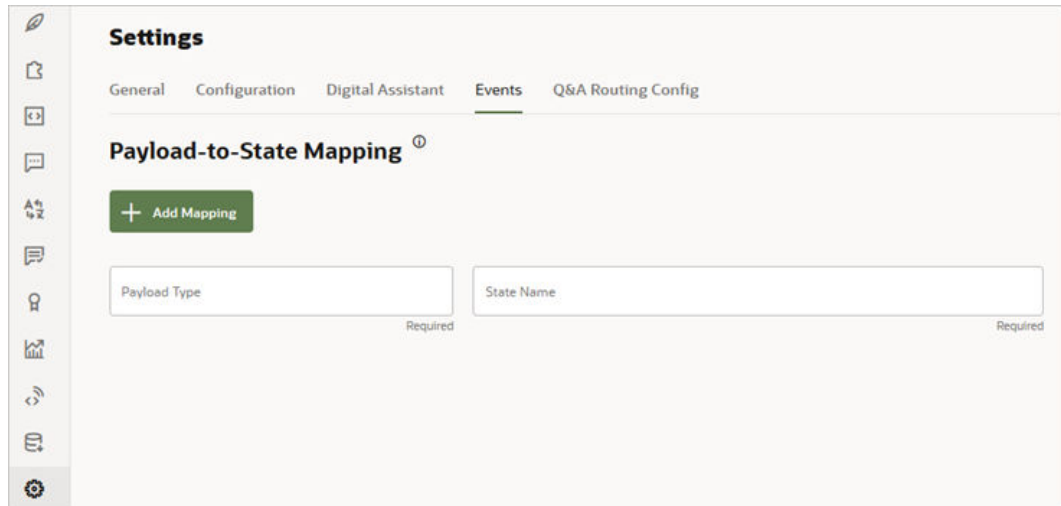 Settings
General Configuration Digital Assistant Events Q&A Routing Config
Payload-to-State Mapping
Add Mapping
Payload Type State Name
Required Required